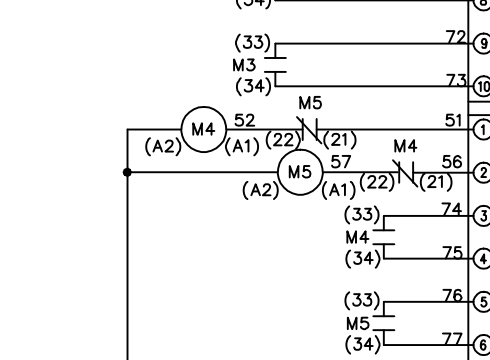 (34) 8
(33) 72 9
M3
(34) 73 10
M5
M4 52 51 1
(A2) (A1) (22) (21)
M4
M5 57 56 2
(A2) (A1) (22) (21)
(33) 74 3
M4
(34) 75 4
(33) 76 5
M5
(34) 77 6